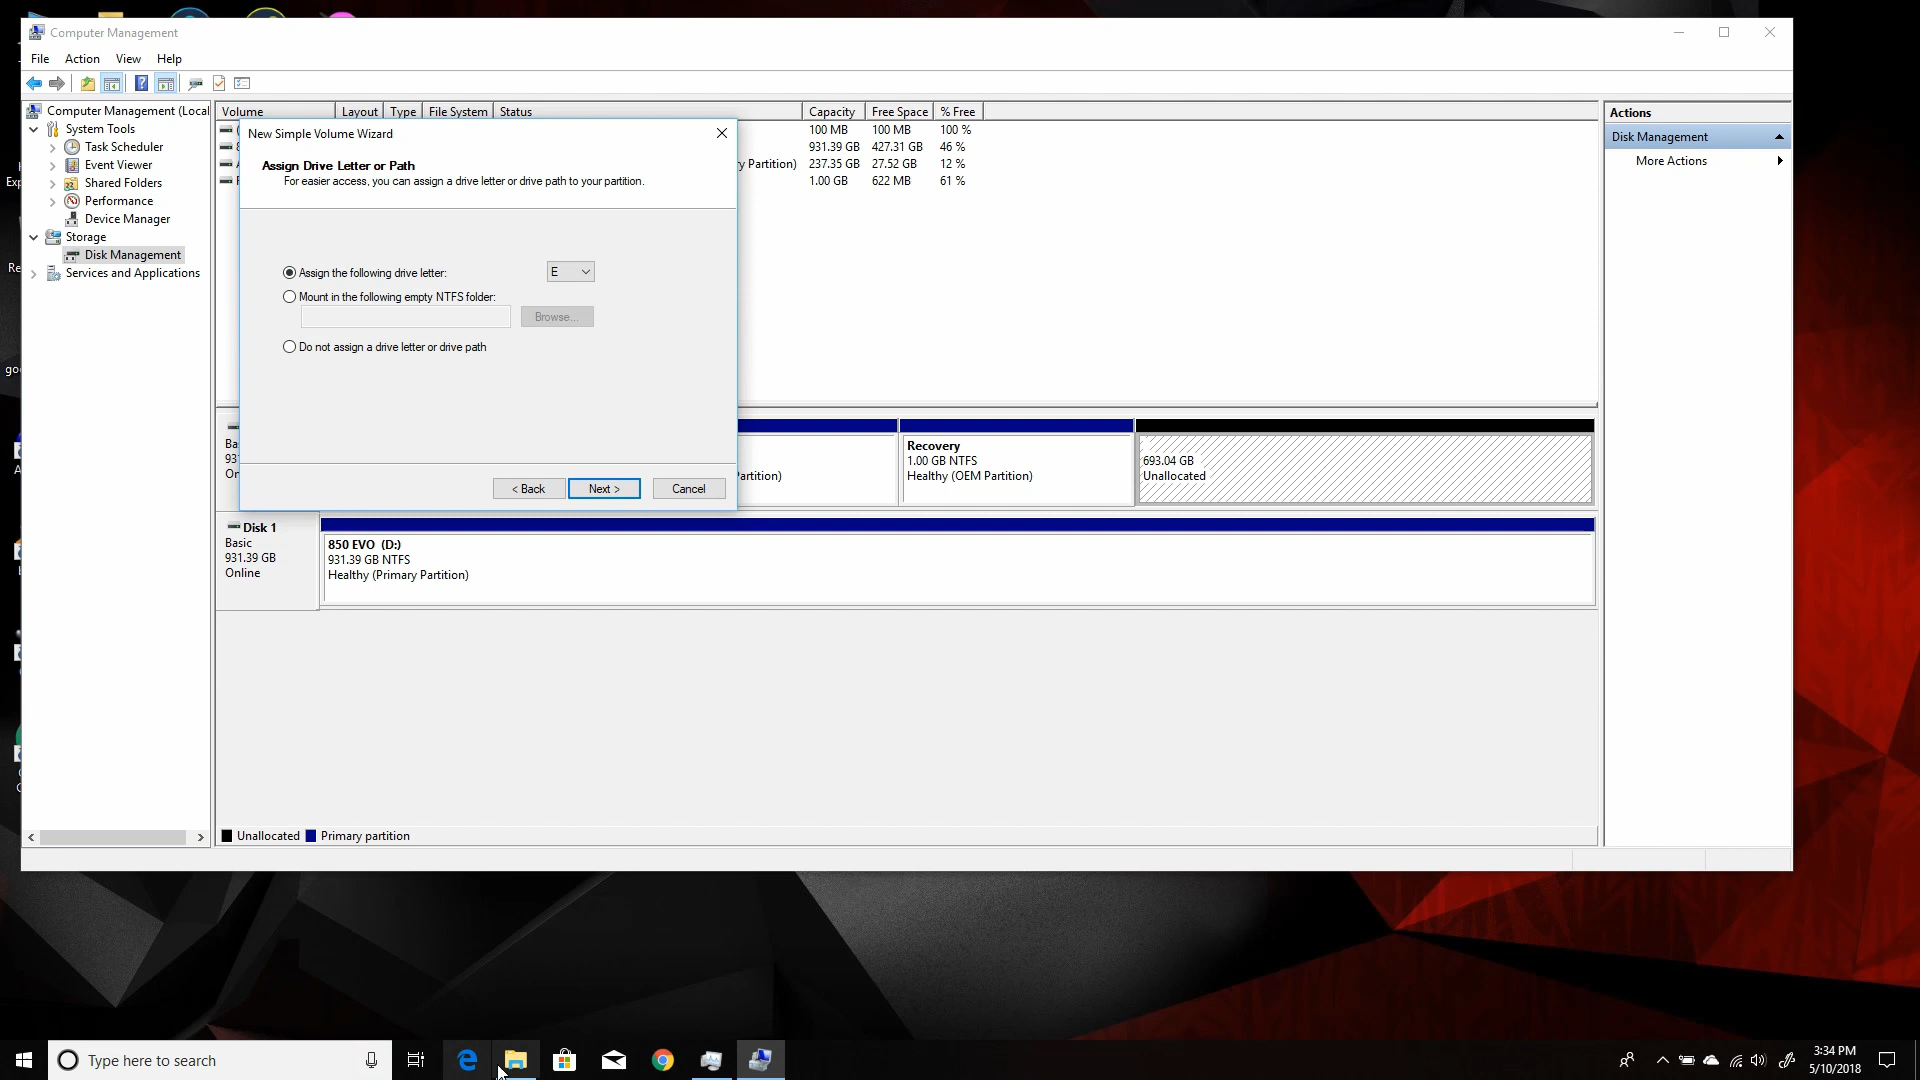 Computer Management
File Action View Help
Computer Management (Local
System Tools
Task Scheduler
Event Viewer
Shared Folders
Performance
Device Manager
Storage
Disk Management
Services and Applications
Volume Layout Type File System Status Capacity Free Space % Free
100 MB 100 MB 100 %
931.39 GB 427.31 GB 46 %
y Partition) 237.35 GB 27.52 GB 12 %
1.00 GB 622 MB 61 %
New Simple Volume Wizard
Assign Drive Letter or Path
For easier access, you can assign a drive letter or drive path to your partition.
Assign the following drive letter: E
Mount in the following empty NTFS folder:
Browse...
Do not assign a drive letter or drive path
< Back Next > Cancel
Actions
Disk Management
More Actions
Ba
93
On
artition)
Recovery
1.00 GB NTFS
Healthy (OEM Partition)
693.04 GB
Unallocated
Disk 1
Basic
931.39 GB
Online
850 EVO (D:)
931.39 GB NTFS
Healthy (Primary Partition)
Unallocated Primary partition
Exp
Re
goo
Type here to search
3:34 PM
5/10/2018